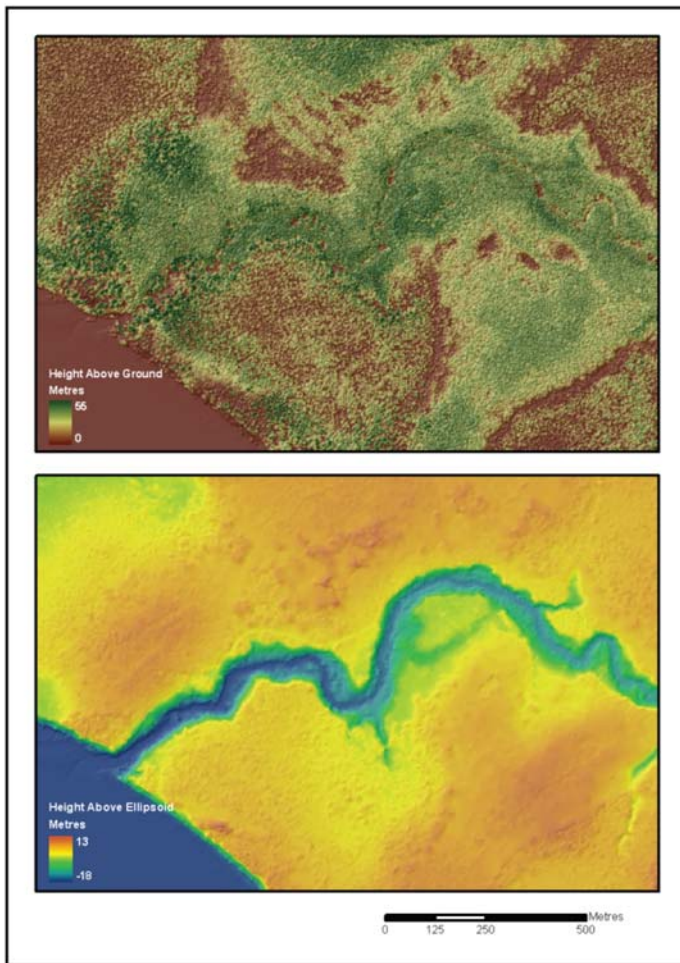 Height Above Ground
Metres
55
0
Height Above Ellipsoid
Metres
13
-18
Metres
0 125 250 500